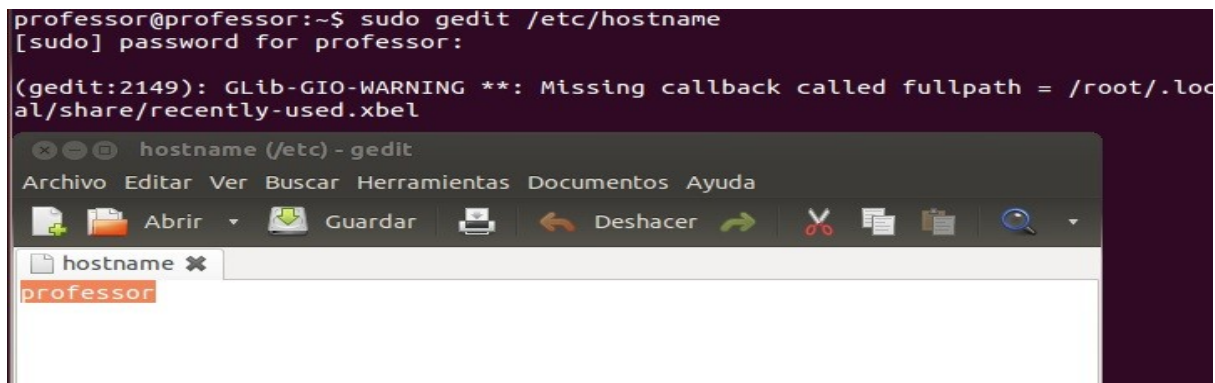 professor@professor:~$ sudo gedit /etc/hostname
[sudo] password for professor:
(gedit:2149): GLib-GIO-WARNING **: Missing callback called fullpath = /root/.loc
al/share/recently-used.xbel
hostname (/etc) - gedit
Archivo Editar Ver Buscar Herramientas Documentos Ayuda
Abrir Guardar Deshacer
hostname
professor